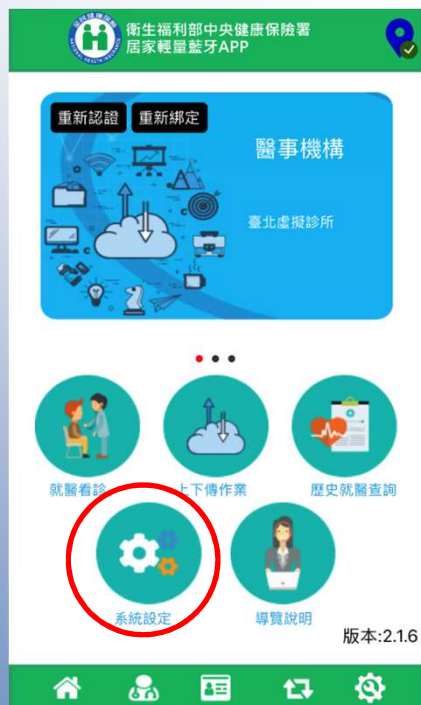 衛生福利部中央健康保險署
居家輕量藍牙APP
重新認證 重新綁定
醫事機構
臺北虛擬診所
就醫看診 上下傳作業 歷史就醫查詢
系統設定 導覽說明
版本:2.1.6